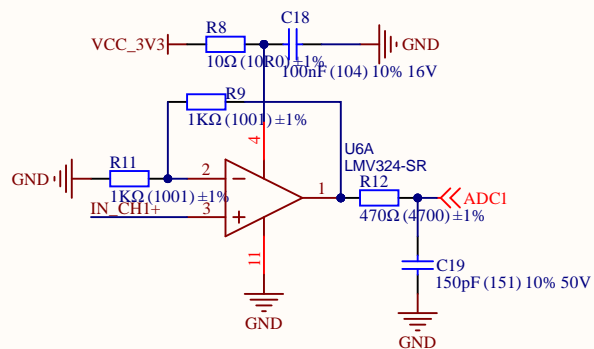 C18
R8
VCC_3V3
GND
10Ω (10R0) ±1%
100nF (104) 10% 16V
R9
1KΩ (1001) ±1%
4
U6A
LMV324-SR
R11
GND
2
1
R12
1KΩ (1001) ±1%
ADC1
IN_CH1+
3
470Ω (4700) ±1%
11
C19
150pF (151) 10% 50V
GND
GND